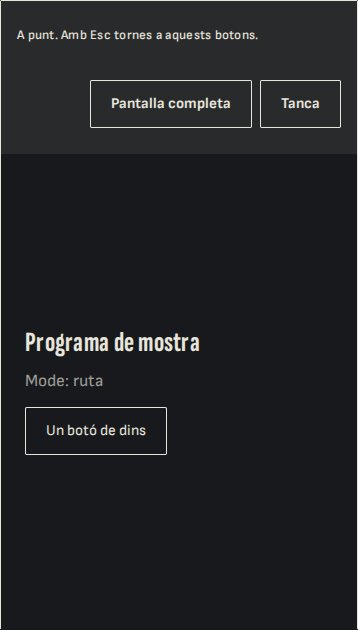 A punt. Amb Esc tornes a aquests botons.
Pantalla completa
Tanca
Programa de mostra
Mode: ruta
Un botó de dins